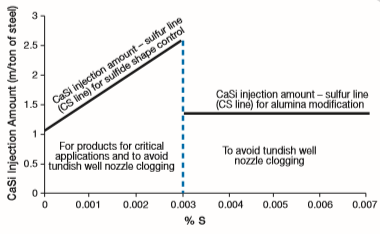 3
2.5
2
1.5
1
0.5
0
CaSi Injection Amount (m/ton of steel)
CaSi injection amount – sulfur line
(CS line) for sulfide shape control
CaSi injection amount – sulfur line
(CS line) for alumina modification
For products for critical
applications and to avoid
tundish well nozzle clogging
To avoid tundish well
nozzle clogging
0 0.001 0.002 0.003 0.004 0.005 0.006 0.007
% S